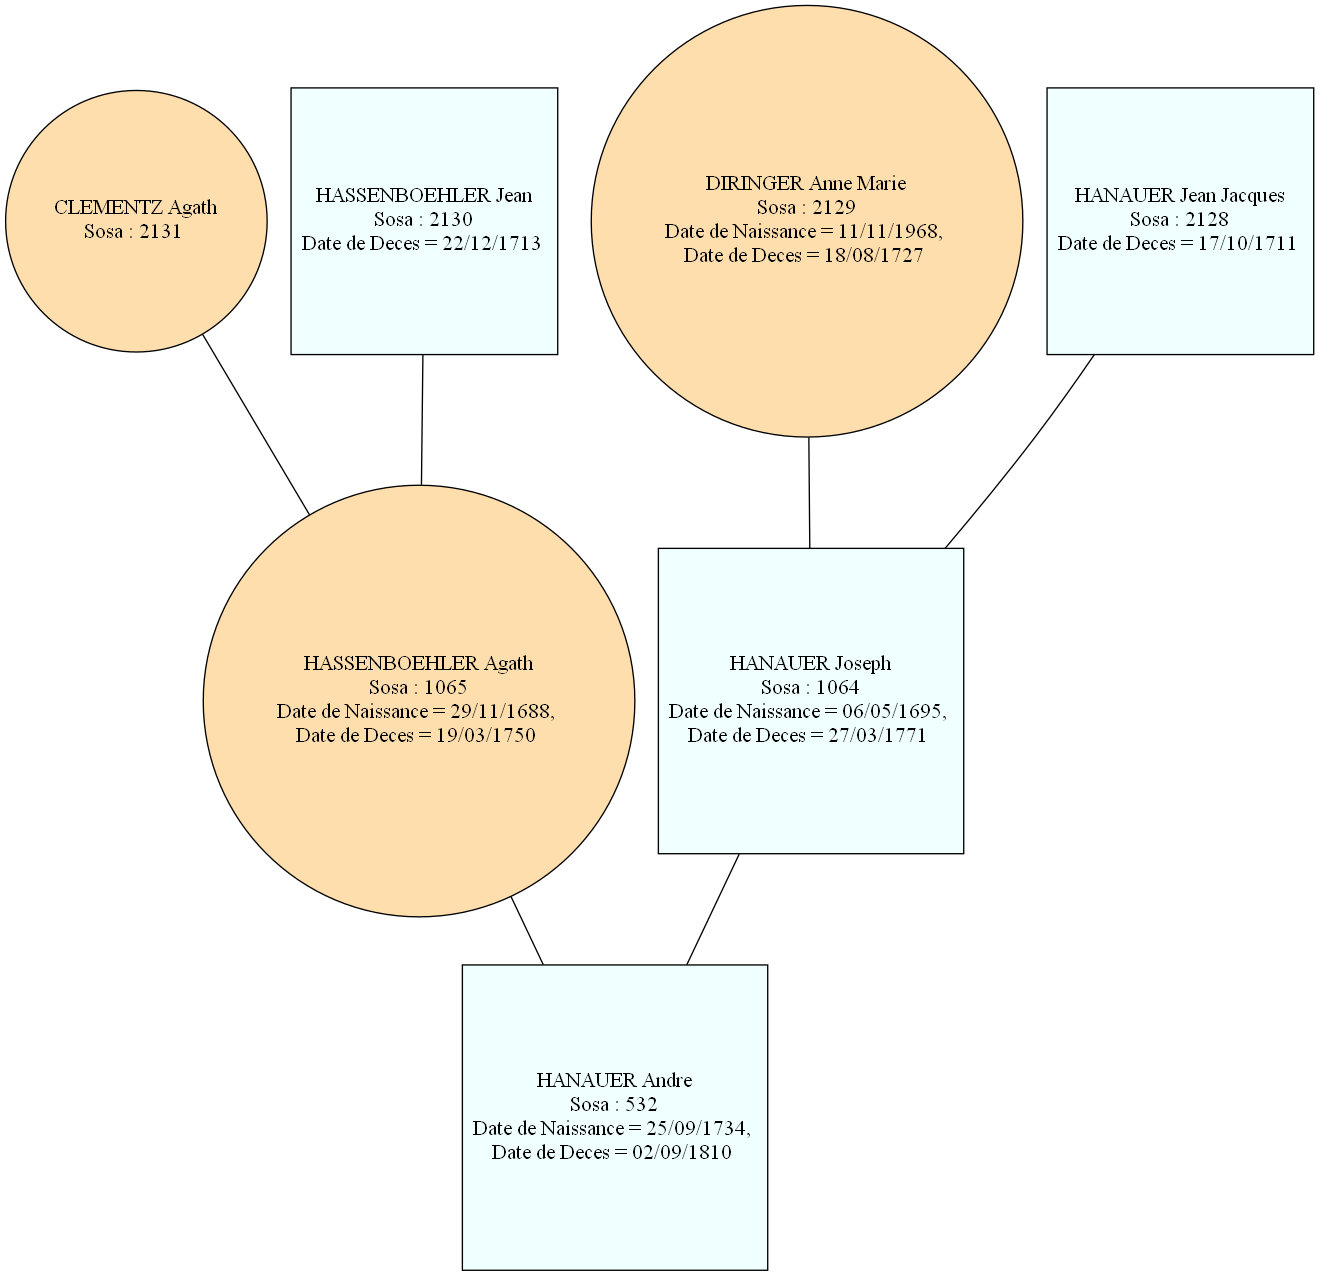 CLEMENTZ Agath
Sosa : 2131
HASSENBOEHLER Jean
Sosa : 2130
Date de Deces = 22/12/1713
DIRINGER Anne Marie
Sosa : 2129
Date de Naissance = 11/11/1968,
Date de Deces = 18/08/1727
HANAUER Jean Jacques
Sosa : 2128
Date de Deces = 17/10/1711
HASSENBOEHLER Agath
Sosa : 1065
Date de Naissance = 29/11/1688,
Date de Deces = 19/03/1750
HANAUER Joseph
Sosa : 1064
Date de Naissance = 06/05/1695,
Date de Deces = 27/03/1771
HANAUER Andre
Sosa : 532
Date de Naissance = 25/09/1734,
Date de Deces = 02/09/1810